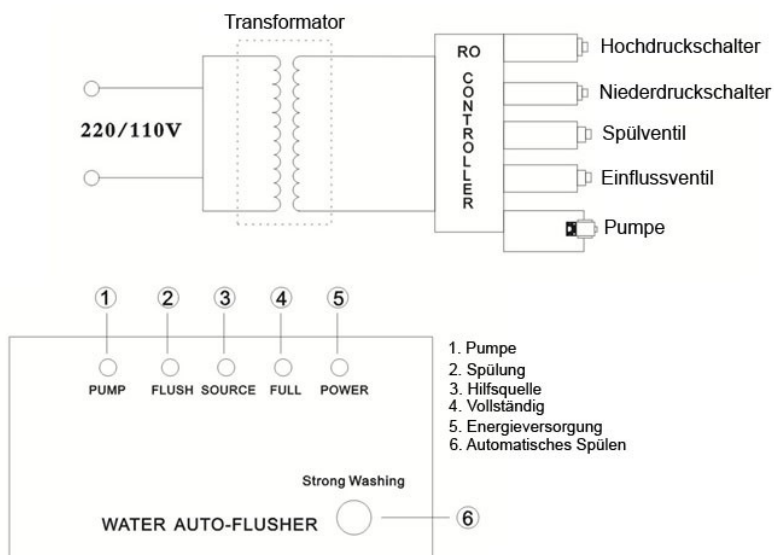 Transformator
RO CONTROLLER
Hochdruckschalter
Niederdruckschalter
220/110V
Spülventil
Einflussventil
Pumpe
1 2 3 4 5
PUMP FLUSH SOURCE FULL POWER
1. Pumpe
2. Spülung
3. Hilfsquelle
4. Vollständig
5. Energieversorgung
6. Automatisches Spülen
Strong Washing
WATER AUTO-FLUSHER
6